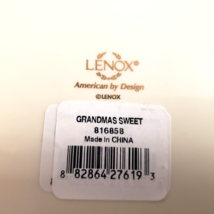 LENOX®
American by Design
©LENOX
GRANDMAS SWEET
816858
Made in CHINA
8 82864 27619 3